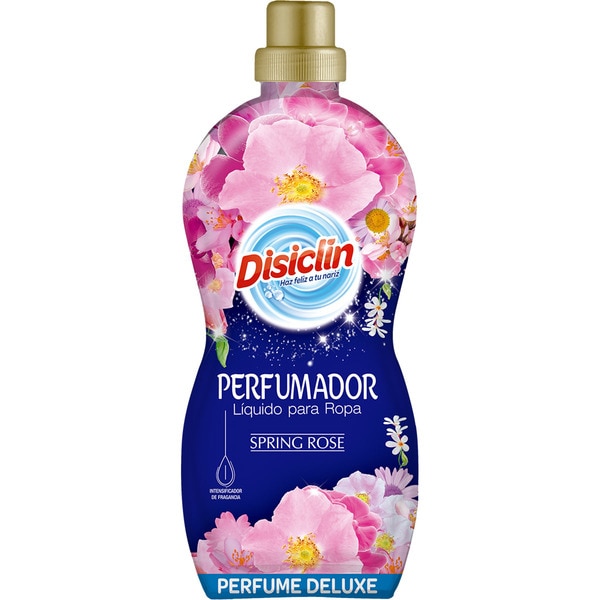 Disiclin
Haz feliz a tu nariz
PERFUMADOR
Líquido para Ropa
SPRING ROSE
INTENSIFICADOR
DE FRAGANCIA
PERFUME DELUXE